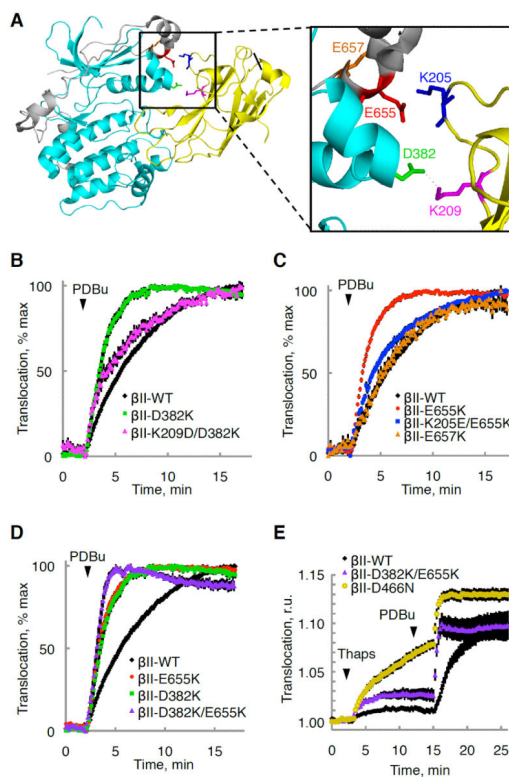 A
E657
K205
E655
D382
K209
B
PDBu
Translocation, % max
100
50
0
βII-WT
βII-D382K
βII-K209D/D382K
0 5 10 15
Time, min
C
PDBu
Translocation, % max
100
50
0
βII-WT
βII-E655K
βII-K205E/E655K
βII-E657K
0 5 10 15
Time, min
D
PDBu
Translocation, % max
100
50
0
βII-WT
βII-E655K
βII-D382K
βII-D382K/E655K
0 5 10 15
Time, min
E
βII-WT
βII-D382K/E655K
βII-D466N
PDBu
Thaps
Translocation, r.u.
1.15
1.10
1.05
1.00
0 5 10 15 20 25
Time, min